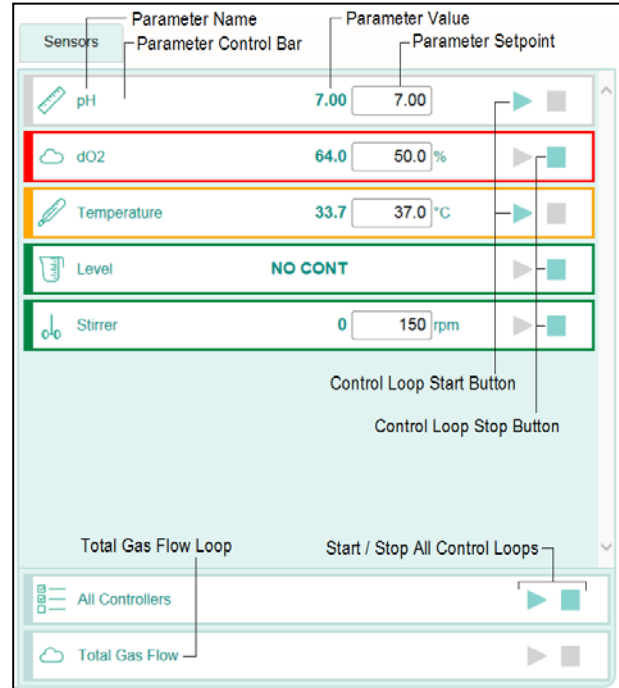 Parameter Name
Parameter Value
Sensors
Parameter Control Bar
Parameter Setpoint
pH 7.00 7.00
dO2 64.0 50.0 %
Temperature 33.7 37.0 °C
Level NO CONT
Stirrer 0 150 rpm
Control Loop Start Button
Control Loop Stop Button
Total Gas Flow Loop
Start / Stop All Control Loops
All Controllers
Total Gas Flow